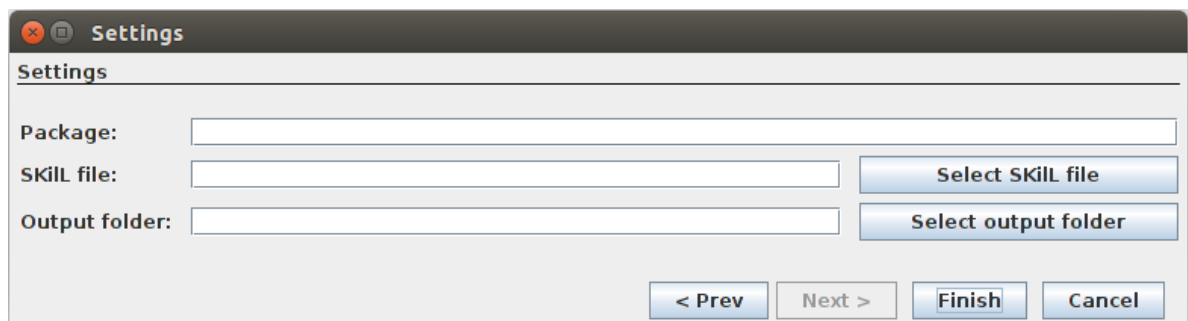 Settings
Settings
Package:
SKilL file: Select SKilL file
Output folder: Select output folder
< Prev Next > Finish Cancel